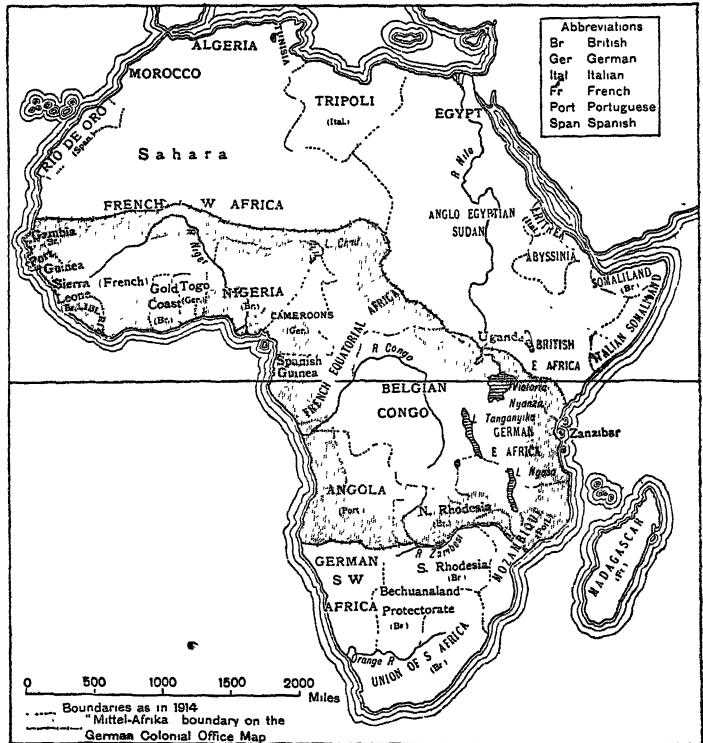 Abbreviations
Br British
Ger German
Ital Italian
Fr French
Port Portuguese
Span Spanish
ALGERIA
TUNISIA
MOROCCO
TRIPOLI
(Ital.)
EGYPT
RIO DE ORO
(Span.)
Sahara
R Nile
FRENCH W AFRICA
ANGLO EGYPTIAN
SUDAN
ERITREA
(Ital.)
ABYSSINIA
Gambia
Br.
Port.
Guinea
R Niger
L. Chad
SOMALILAND
(Br)
ITALIAN SOMALILAND
Sierra
Leone
(Br.)
LIBERIA
(French)
Gold
Coast
(Br.)
Togo
(Ger.)
NIGERIA
(Br.)
CAMEROONS
(Ger.)
FRENCH EQUATORIAL AFRICA
Uganda
BRITISH
E AFRICA
Spanish
Guinea
R Congo
BELGIAN
CONGO
Victoria
Nyanza
L
Tanganyika
GERMAN
E AFRICA
Zanzibar
L Nyasa
ANGOLA
(Port.)
N. Rhodesia
(Br.)
MOZAMBIQUE
(Port.)
MADAGASCAR
(Fr.)
R Zambesi
GERMAN
S W
AFRICA
S. Rhodesia
(Br)
Bechuanaland
Protectorate
(Br)
Orange R
UNION OF S AFRICA
(Br)
0 500 1000 1500 2000
Miles
Boundaries as in 1914
"Mittel-Afrika boundary on the
German Colonial Office Map